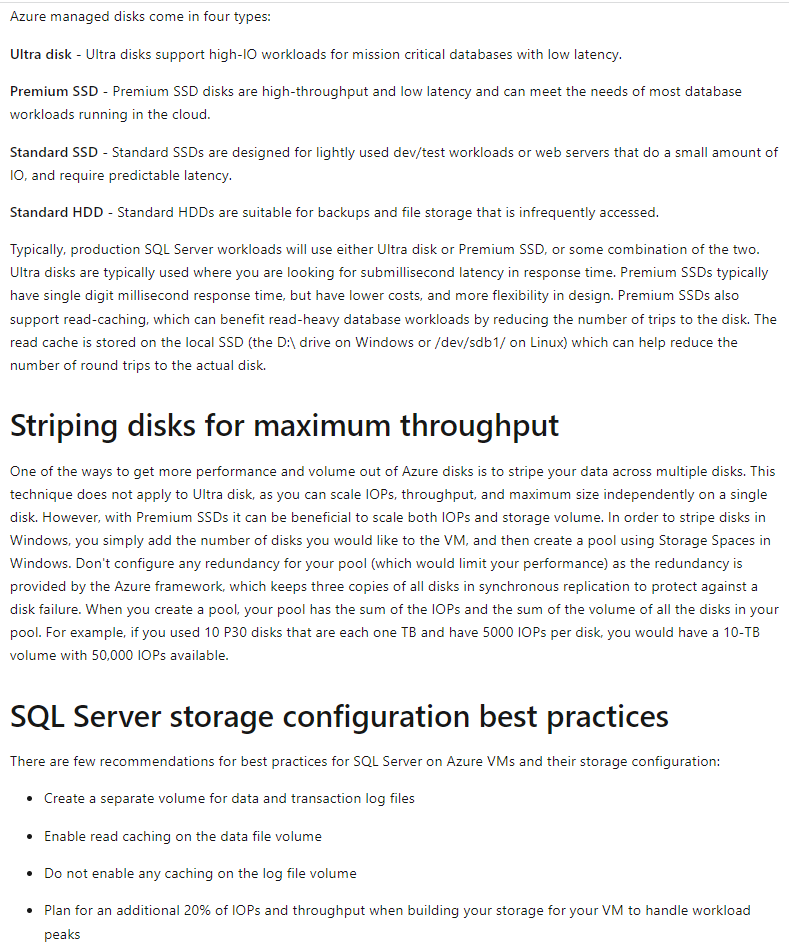 Azure managed disks come in four types:
Ultra disk - Ultra disks support high-IO workloads for mission critical databases with low latency.
Premium SSD - Premium SSD disks are high-throughput and low latency and can meet the needs of most database
workloads running in the cloud.
Standard SSD - Standard SSDs are designed for lightly used dev/test workloads or web servers that do a small amount of
IO, and require predictable latency.
Standard HDD - Standard HDDs are suitable for backups and file storage that is infrequently accessed.
Typically, production SQL Server workloads will use either Ultra disk or Premium SSD, or some combination of the two.
Ultra disks are typically used where you are looking for submillisecond latency in response time. Premium SSDs typically
have single digit millisecond response time, but have lower costs, and more flexibility in design. Premium SSDs also
support read-caching, which can benefit read-heavy database workloads by reducing the number of trips to the disk. The
read cache is stored on the local SSD (the D:\ drive on Windows or /dev/sdb1/ on Linux) which can help reduce the
number of round trips to the actual disk.
Striping disks for maximum throughput
One of the ways to get more performance and volume out of Azure disks is to stripe your data across multiple disks. This
technique does not apply to Ultra disk, as you can scale IOPs, throughput, and maximum size independently on a single
disk. However, with Premium SSDs it can be beneficial to scale both IOPs and storage volume. In order to stripe disks in
Windows, you simply add the number of disks you would like to the VM, and then create a pool using Storage Spaces in
Windows. Don't configure any redundancy for your pool (which would limit your performance) as the redundancy is
provided by the Azure framework, which keeps three copies of all disks in synchronous replication to protect against a
disk failure. When you create a pool, your pool has the sum of the IOPs and the sum of the volume of all the disks in your
pool. For example, if you used 10 P30 disks that are each one TB and have 5000 IOPs per disk, you would have a 10-TB
volume with 50,000 IOPs available.
SQL Server storage configuration best practices
There are few recommendations for best practices for SQL Server on Azure VMs and their storage configuration:
• Create a separate volume for data and transaction log files
• Enable read caching on the data file volume
• Do not enable any caching on the log file volume
• Plan for an additional 20% of IOPs and throughput when building your storage for your VM to handle workload
peaks